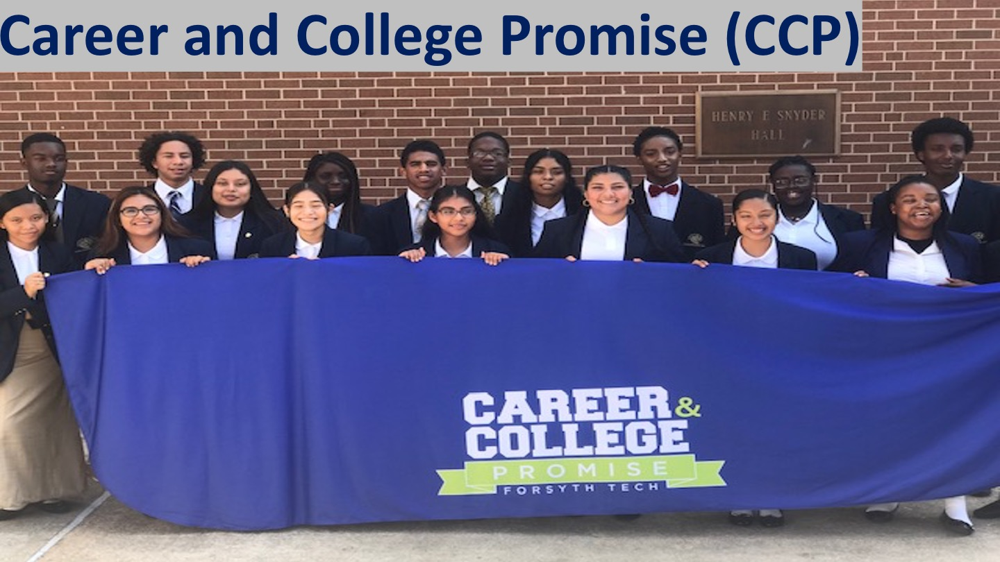 Career and College Promise (CCP)
HENRY E SNYDER
HALL
CAREER &
COLLEGE
PROMISE
FORSYTH TECH